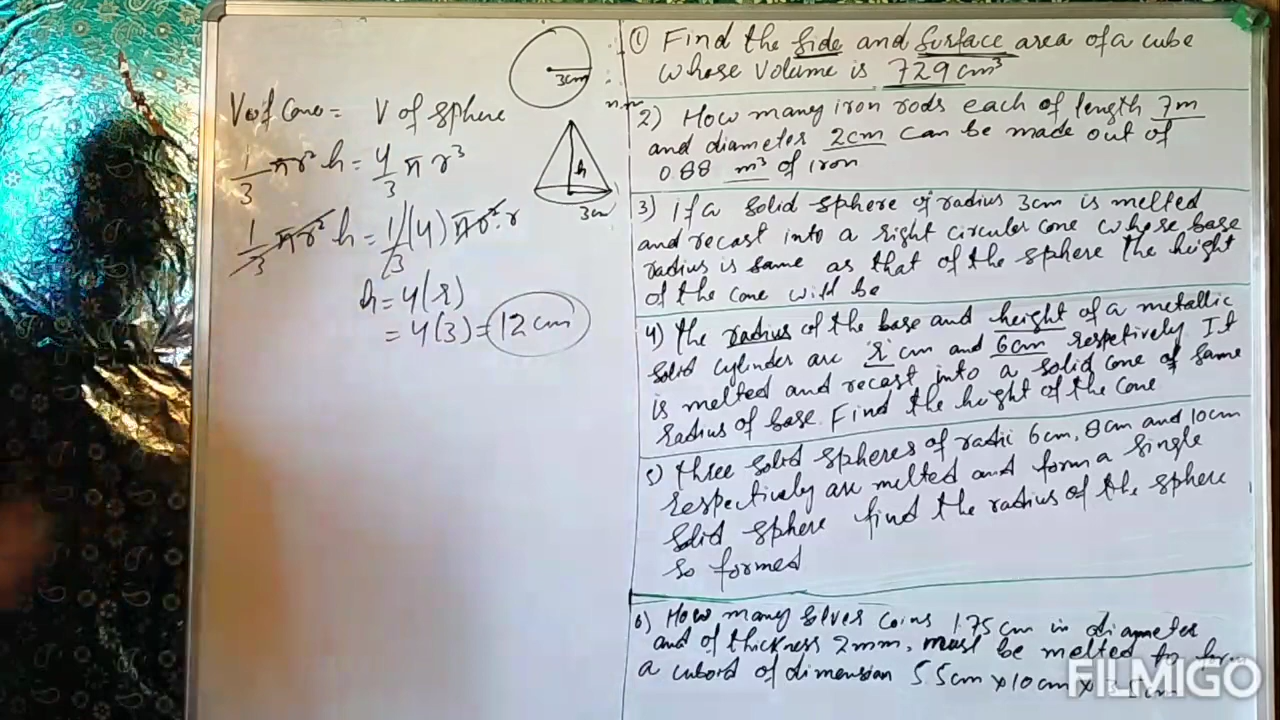 3cm
V of Cone = V of sphere
1/3 πr² h = 4/3 π r³
h
3cm
1/3 πr² h = 1/3 (4) πr². r
h = 4(r)
= 4(3) = 12 cm
① Find the side and surface area of a cube
whose Volume is 729 cm³
2) How many iron rods each of length 7m
and diameter 2cm can be made out of
0.88 m³ of iron
3) If a solid sphere of radius 3cm is melted
and recast into a right circular cone whose base
radius is same as that of the sphere the height
of the cone will be
4) the radius of the base and height of a metallic
solid cylinder are r cm and 6cm respetively It
is melted and recast into a solid cone of same
radius of base. Find the height of the cone
5) three solid spheres of radii 6cm, 8cm and 10cm
respectively are melted and form a single
solid sphere find the radius of the sphere
so formed
6) How many silver coins 1.75 cm in diameter
and of thickness 2mm, must be melted to
a cuboid of dimension 5.5cm x 10cm x 3.5cm
FILMIGO